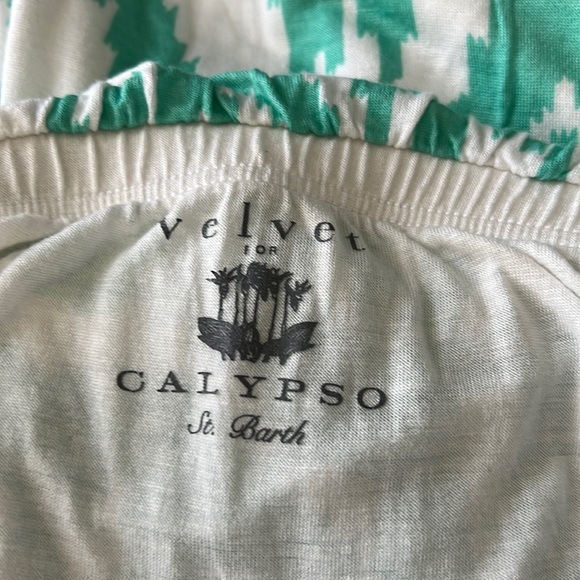 velvet
FOR
CALYPSO
St. Barth